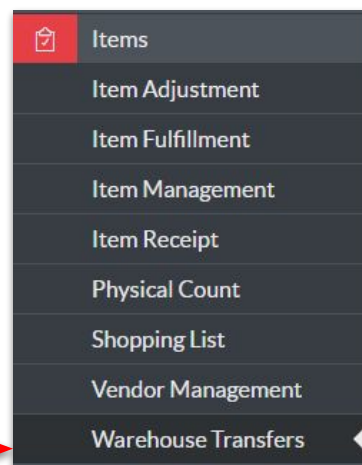 Items
Item Adjustment
Item Fulfillment
Item Management
Item Receipt
Physical Count
Shopping List
Vendor Management
Warehouse Transfers